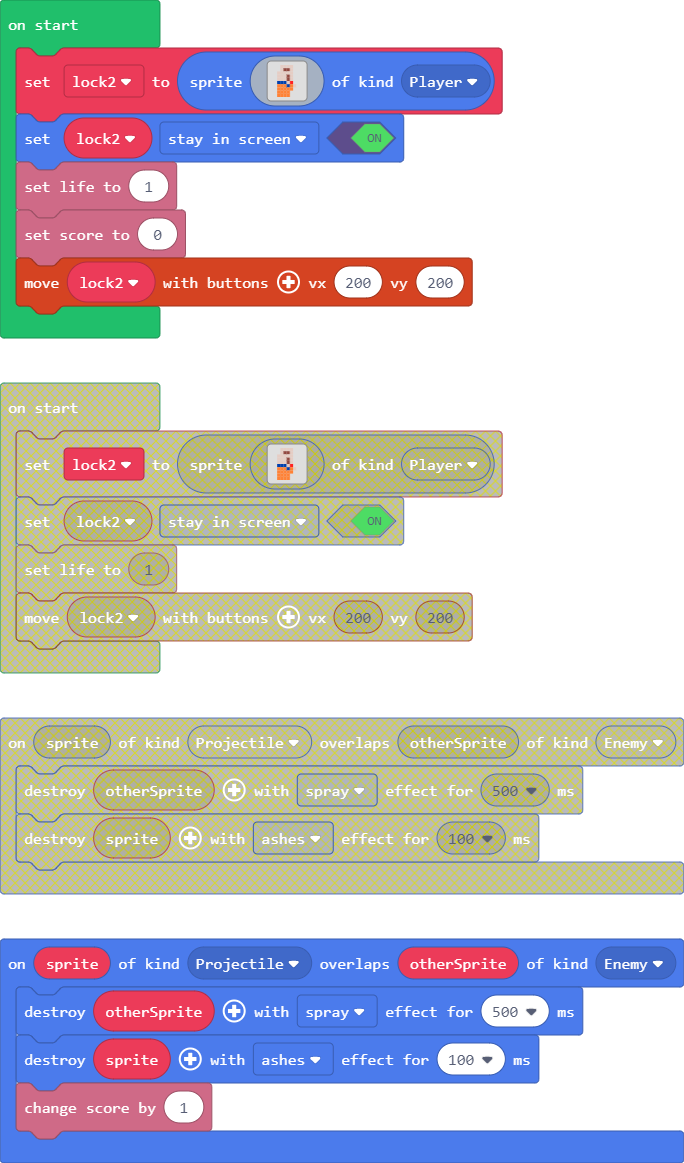 on start
set lock2 to sprite of kind Player
set lock2 stay in screen ON
set life to 1
set score to 0
move lock2 with buttons vx 200 vy 200
on start
set lock2 to sprite of kind Player
set lock2 stay in screen ON
set life to 1
move lock2 with buttons vx 200 vy 200
on sprite of kind Projectile overlaps otherSprite of kind Enemy
destroy otherSprite with spray effect for 500 ms
destroy sprite with ashes effect for 100 ms
on sprite of kind Projectile overlaps otherSprite of kind Enemy
destroy otherSprite with spray effect for 500 ms
destroy sprite with ashes effect for 100 ms
change score by 1